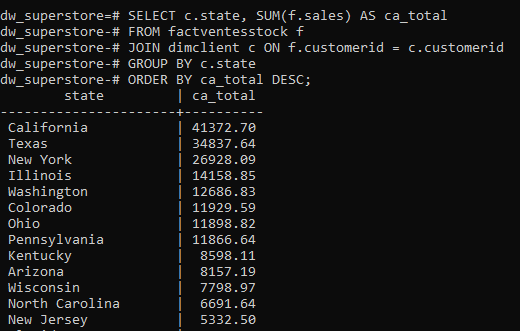 dw_superstore=# SELECT c.state, SUM(f.sales) AS ca_total
dw_superstore-# FROM factventesstock f
dw_superstore-# JOIN dimclient c ON f.customerid = c.customerid
dw_superstore-# GROUP BY c.state
dw_superstore-# ORDER BY ca_total DESC;
        state         | ca_total
----------------------+----------
 California           | 41372.70
 Texas                | 34837.64
 New York             | 26928.09
 Illinois             | 14158.85
 Washington           | 12686.83
 Colorado             | 11929.59
 Ohio                 | 11898.82
 Pennsylvania         | 11866.64
 Kentucky             |  8598.11
 Arizona              |  8157.19
 Wisconsin            |  7798.97
 North Carolina       |  6691.64
 New Jersey           |  5332.50